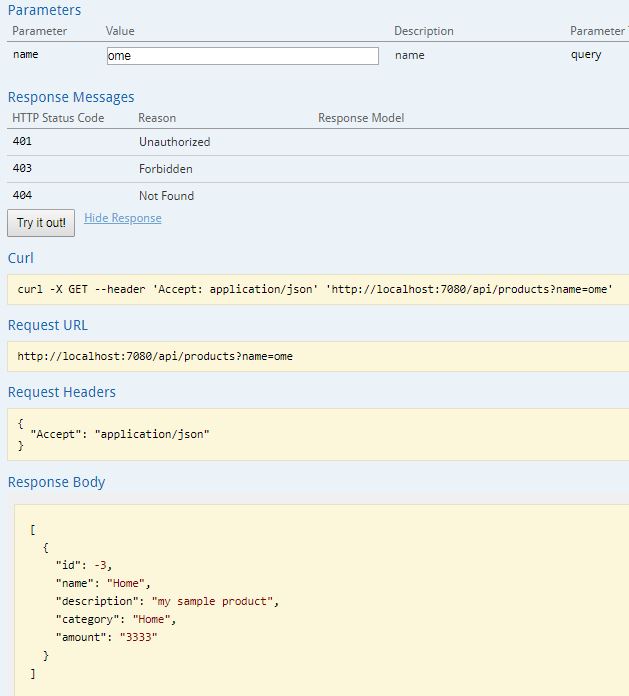 Parameters
Parameter Value Description Parameter
name ome name query
Response Messages
HTTP Status Code Reason Response Model
401 Unauthorized
403 Forbidden
404 Not Found
Try it out! Hide Response
Curl
curl -X GET --header 'Accept: application/json' 'http://localhost:7080/api/products?name=ome'
Request URL
http://localhost:7080/api/products?name=ome
Request Headers
{
"Accept": "application/json"
}
Response Body
[
{
"id": -3,
"name": "Home",
"description": "my sample product",
"category": "Home",
"amount": "3333"
}
]